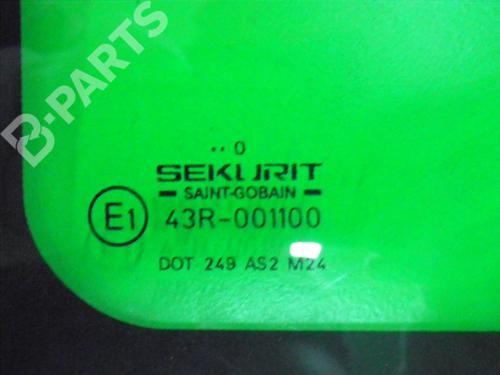 B-PARTS
.. 0
SEKURIT
SAINT-GOBAIN
E1 43R-001100
DOT 249 AS2 M24